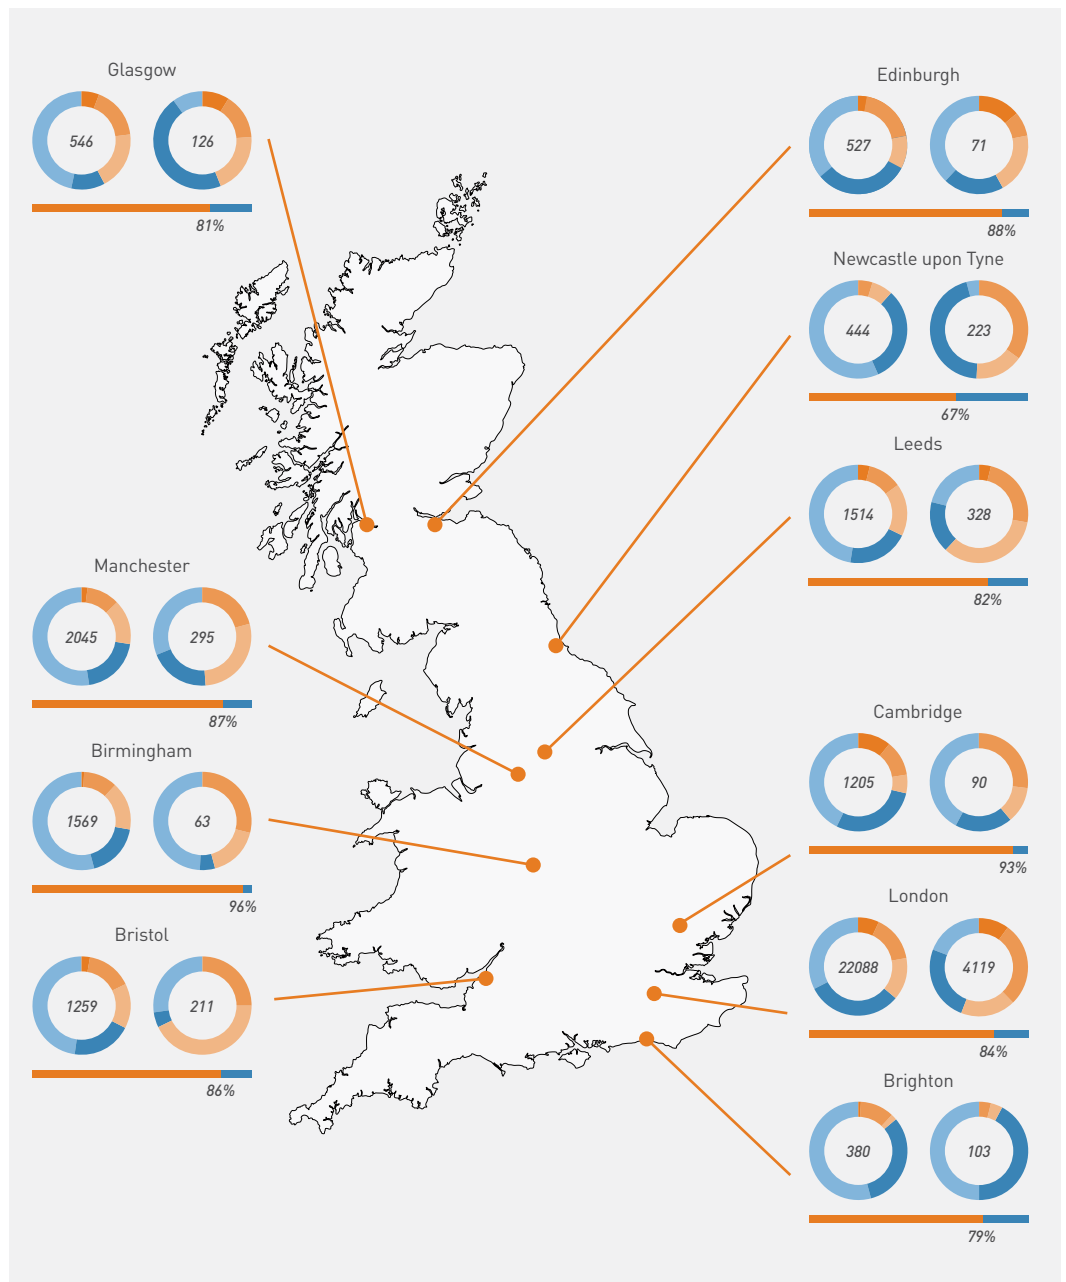 Glasgow
546 126
81%
Edinburgh
527 71
88%
Newcastle upon Tyne
444 223
67%
Leeds
1514 328
82%
Manchester
2045 295
87%
Birmingham
1569 63
96%
Bristol
1259 211
86%
Cambridge
1205 90
93%
London
22088 4119
84%
Brighton
380 103
79%